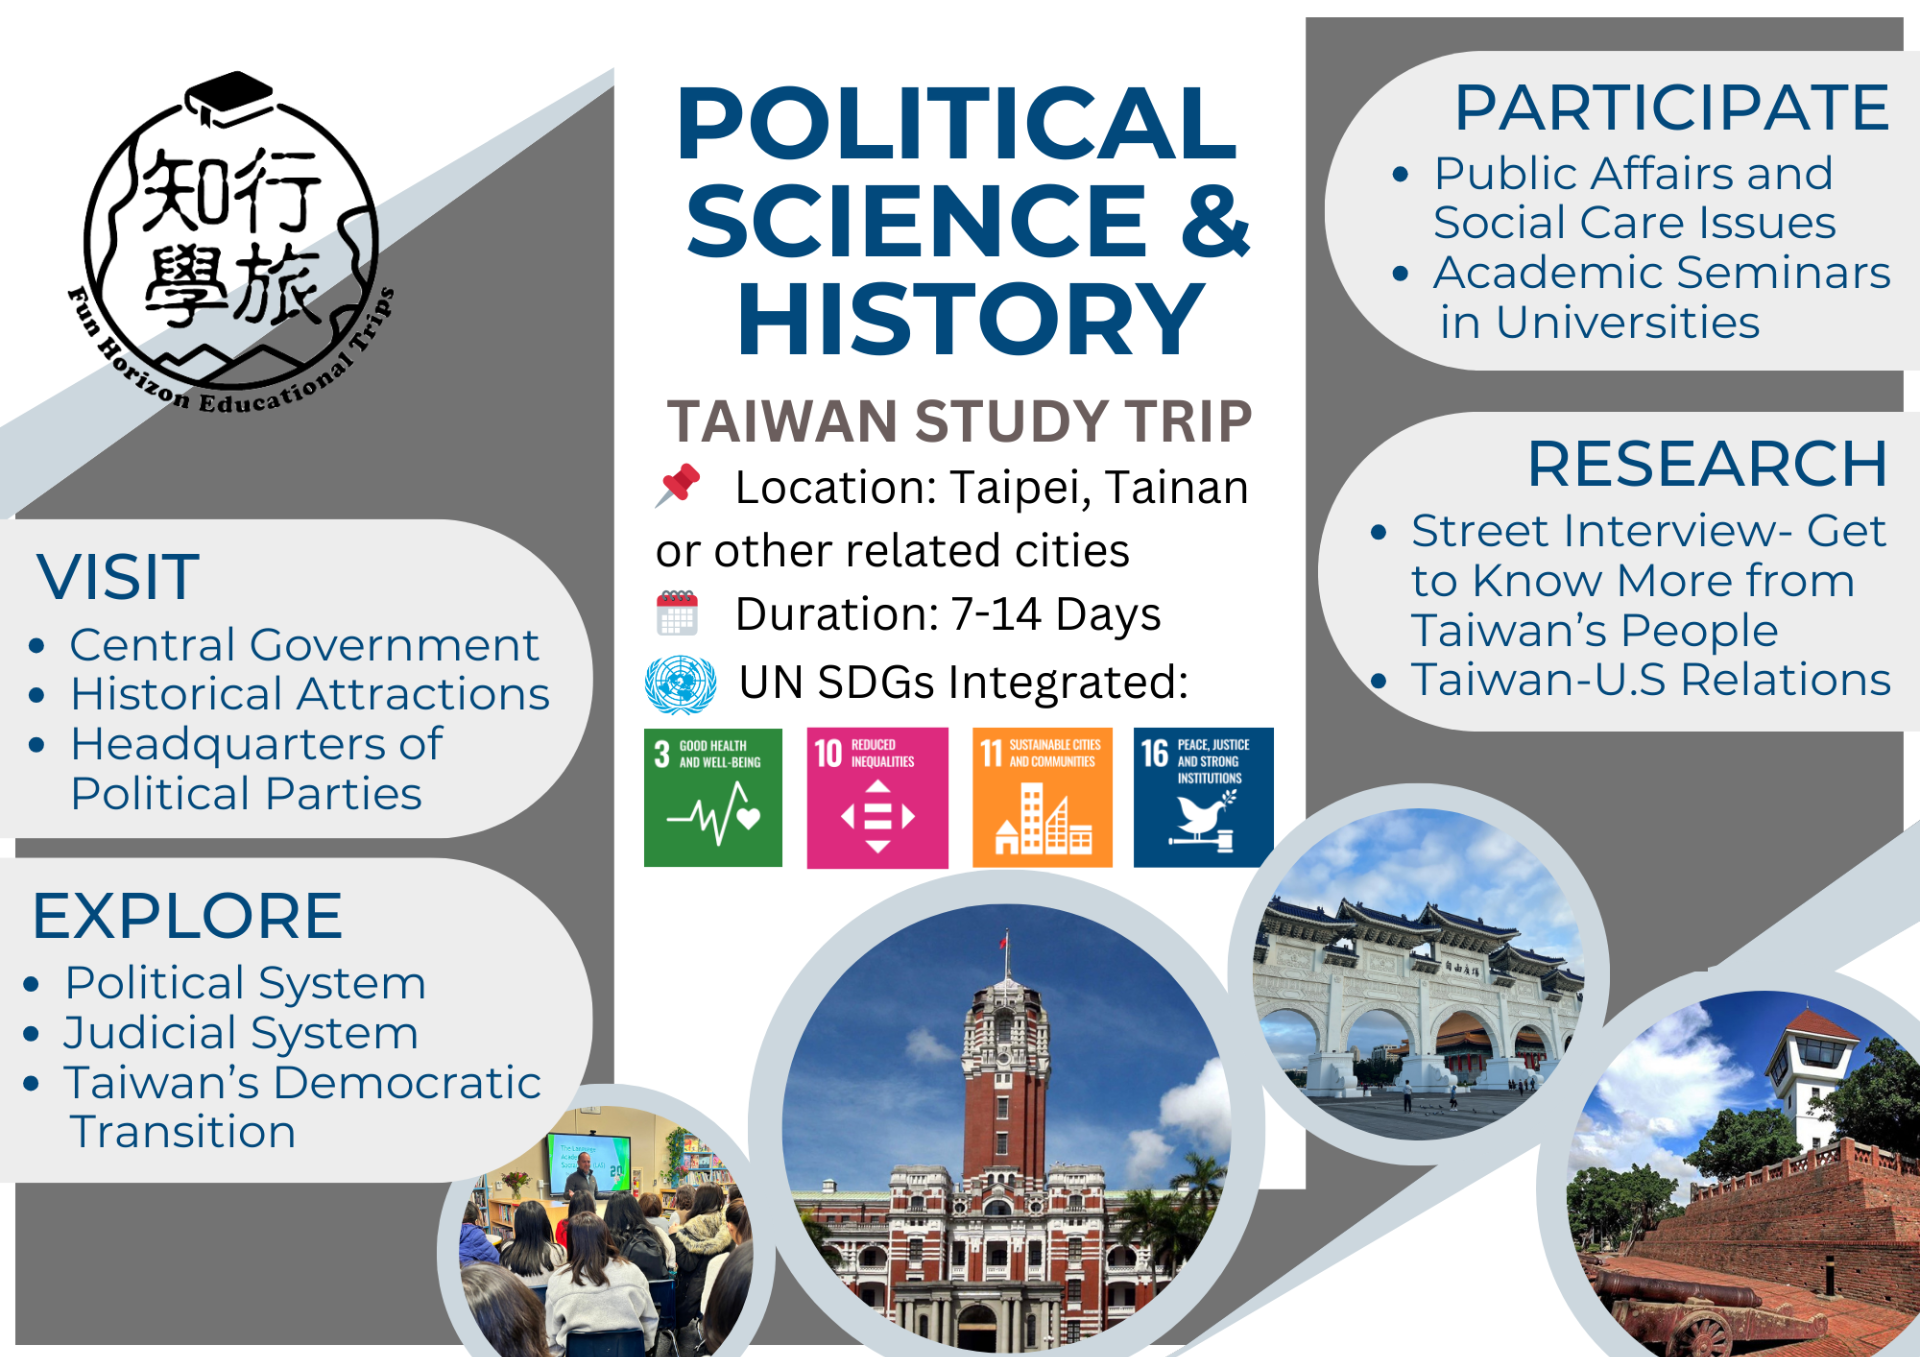 知行
學旅
Fun Horizon Educational Trips
POLITICAL
SCIENCE &
HISTORY
TAIWAN STUDY TRIP
Location: Taipei, Tainan
or other related cities
Duration: 7-14 Days
UN SDGs Integrated:
3 GOOD HEALTH
AND WELL-BEING
10 REDUCED
INEQUALITIES
11 SUSTAINABLE CITIES
AND COMMUNITIES
16 PEACE, JUSTICE
AND STRONG
INSTITUTIONS
VISIT
• Central Government
• Historical Attractions
• Headquarters of
Political Parties
EXPLORE
• Political System
• Judicial System
• Taiwan's Democratic
Transition
PARTICIPATE
• Public Affairs and
Social Care Issues
• Academic Seminars
in Universities
RESEARCH
• Street Interview- Get
to Know More from
Taiwan's People
• Taiwan-U.S Relations
自由廣場